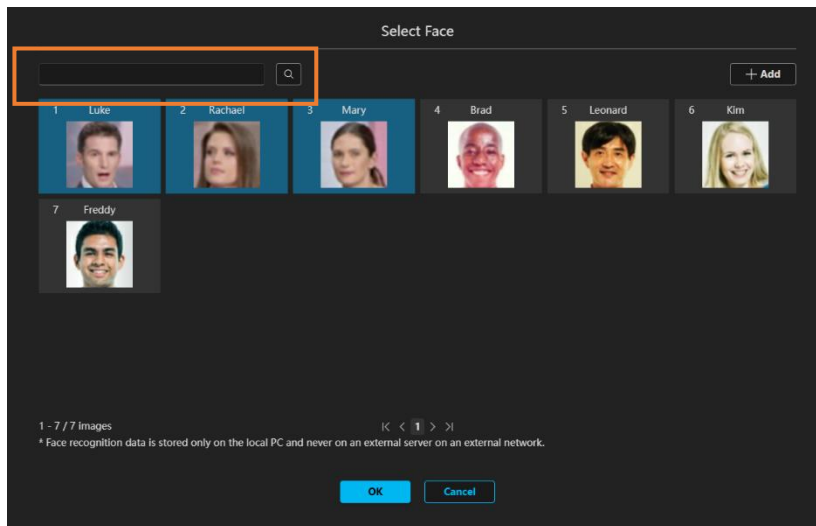 Select Face
+ Add
1 Luke
2 Rachael
3 Mary
4 Brad
5 Leonard
6 Kim
7 Freddy
1 - 7 / 7 images
1
* Face recognition data is stored only on the local PC and never on an external server on an external network.
OK
Cancel